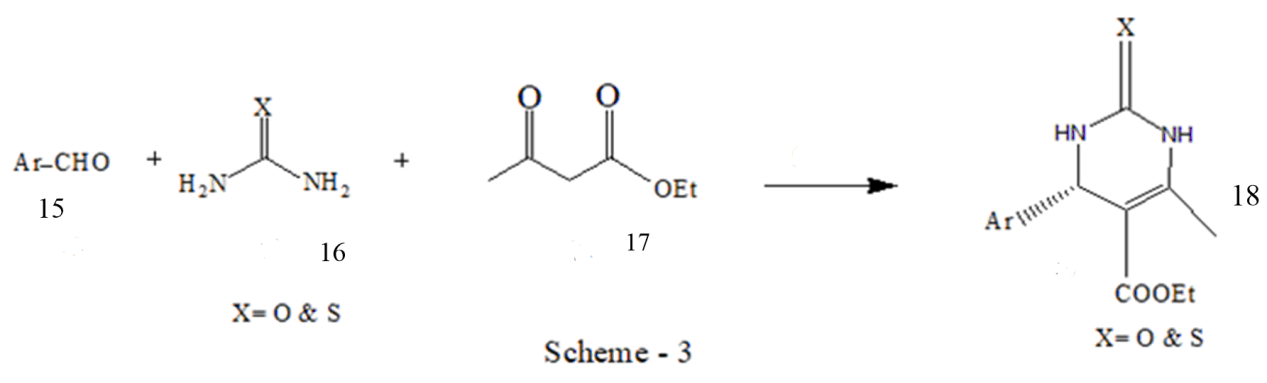 Ar–CHO
15
+
X
H₂N
NH₂
16
X= O & S
+
O O
OEt
17
X
HN NH
Ar
18
COOEt
X= O & S
Scheme - 3